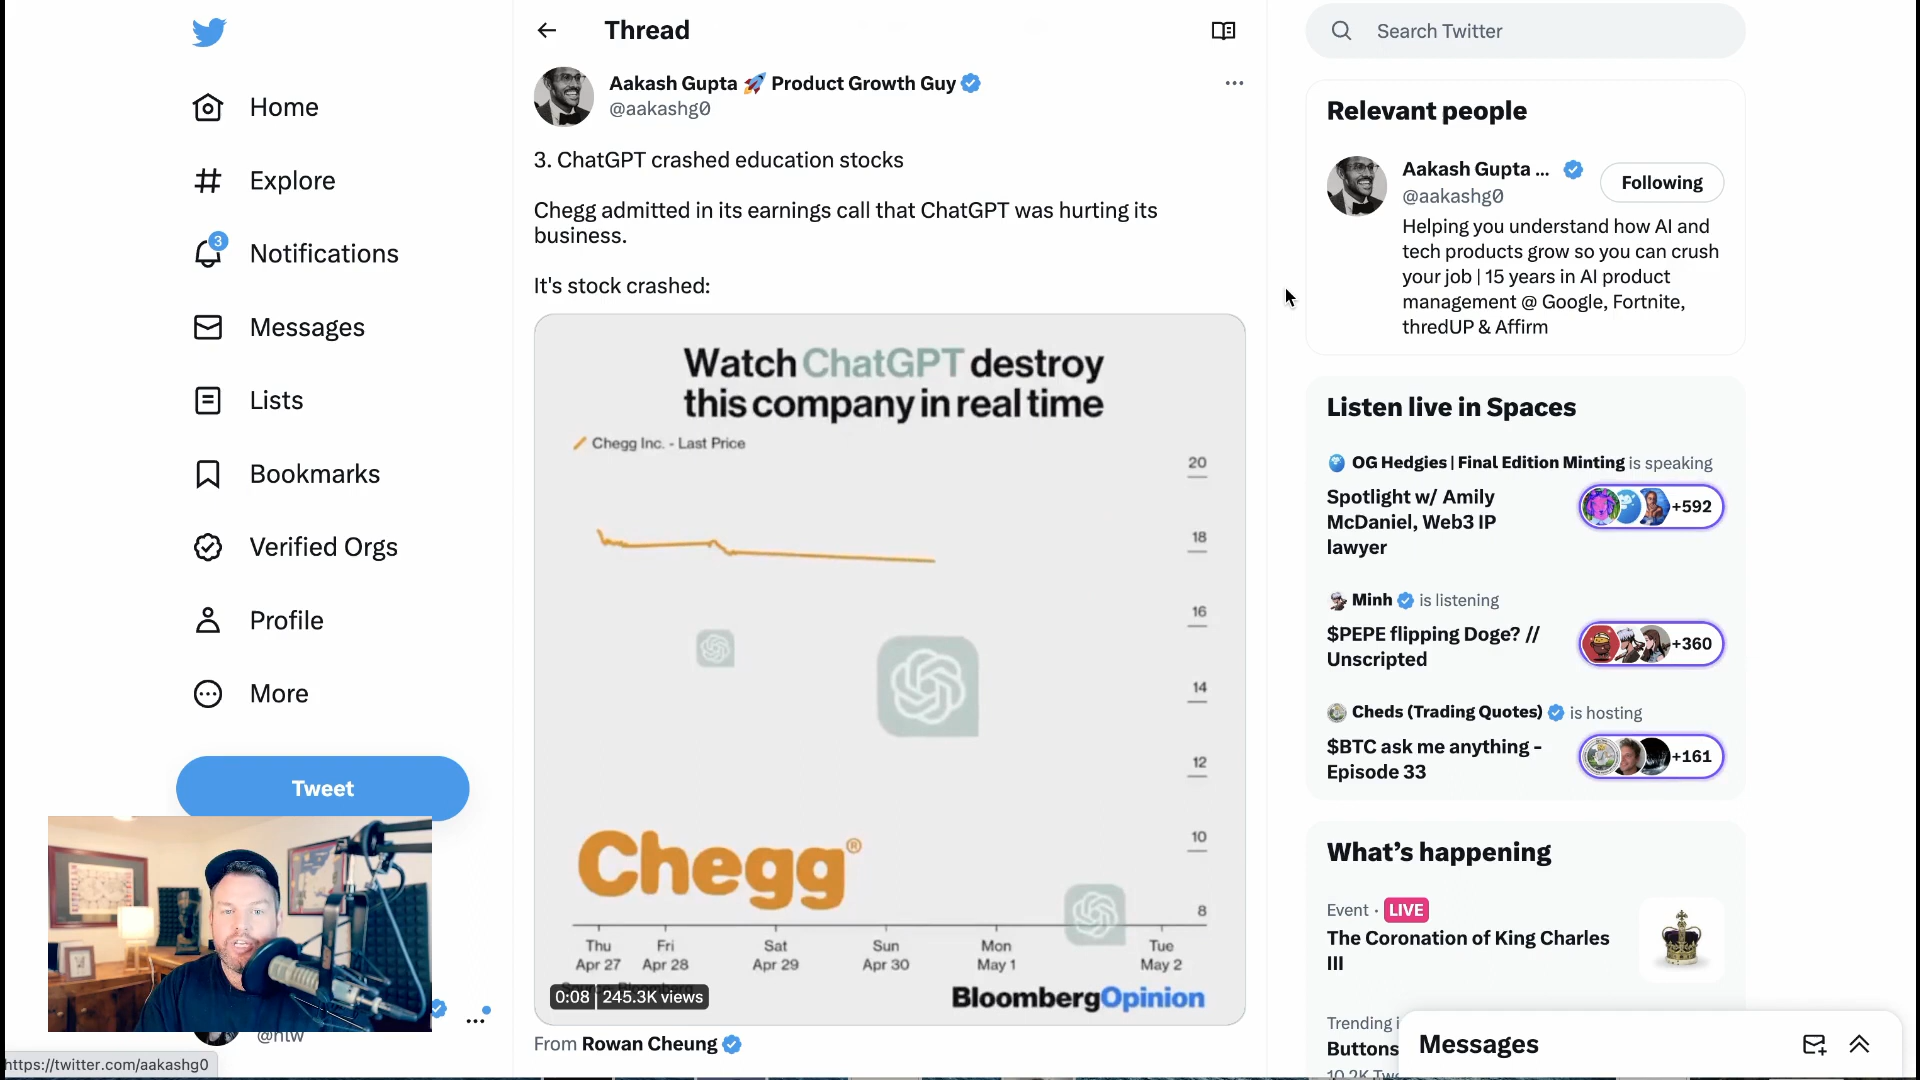 Home
Explore
3
Notifications
Messages
Lists
Bookmarks
Verified Orgs
Profile
More
Tweet
@nlw
https://twitter.com/aakashg0
Thread
Aakash Gupta 🚀 Product Growth Guy
@aakashg0
3. ChatGPT crashed education stocks
Chegg admitted in its earnings call that ChatGPT was hurting its
business.
It's stock crashed:
Watch ChatGPT destroy
this company in real time
Chegg Inc. - Last Price
20
18
16
14
12
10
8
Chegg®
Thu Fri Sat Sun Mon Tue
Apr 27 Apr 28 Apr 29 Apr 30 May 1 May 2
0:08 | 245.3K views
BloombergOpinion
From Rowan Cheung
Search Twitter
Relevant people
Aakash Gupta ...
@aakashg0
Following
Helping you understand how AI and
tech products grow so you can crush
your job | 15 years in AI product
management @ Google, Fortnite,
thredUP & Affirm
Listen live in Spaces
OG Hedgies | Final Edition Minting is speaking
Spotlight w/ Amily
McDaniel, Web3 IP
lawyer
+592
Minh is listening
$PEPE flipping Doge? //
Unscripted
+360
Cheds (Trading Quotes) is hosting
$BTC ask me anything -
Episode 33
+161
What's happening
Event · LIVE
The Coronation of King Charles
III
Trending
Buttons
Messages